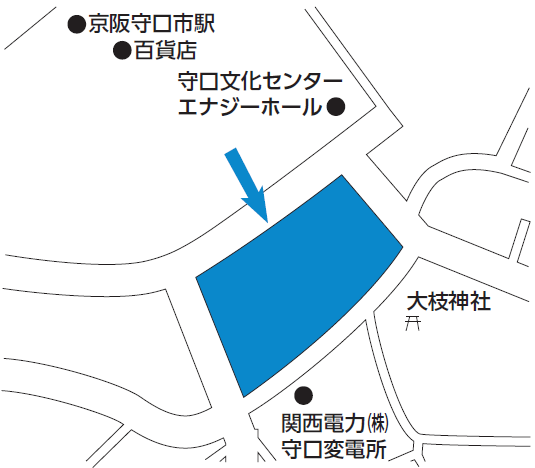 京阪守口市駅
百貨店
守口文化センター
エナジーホール
大枝神社
関西電力㈱
守口変電所